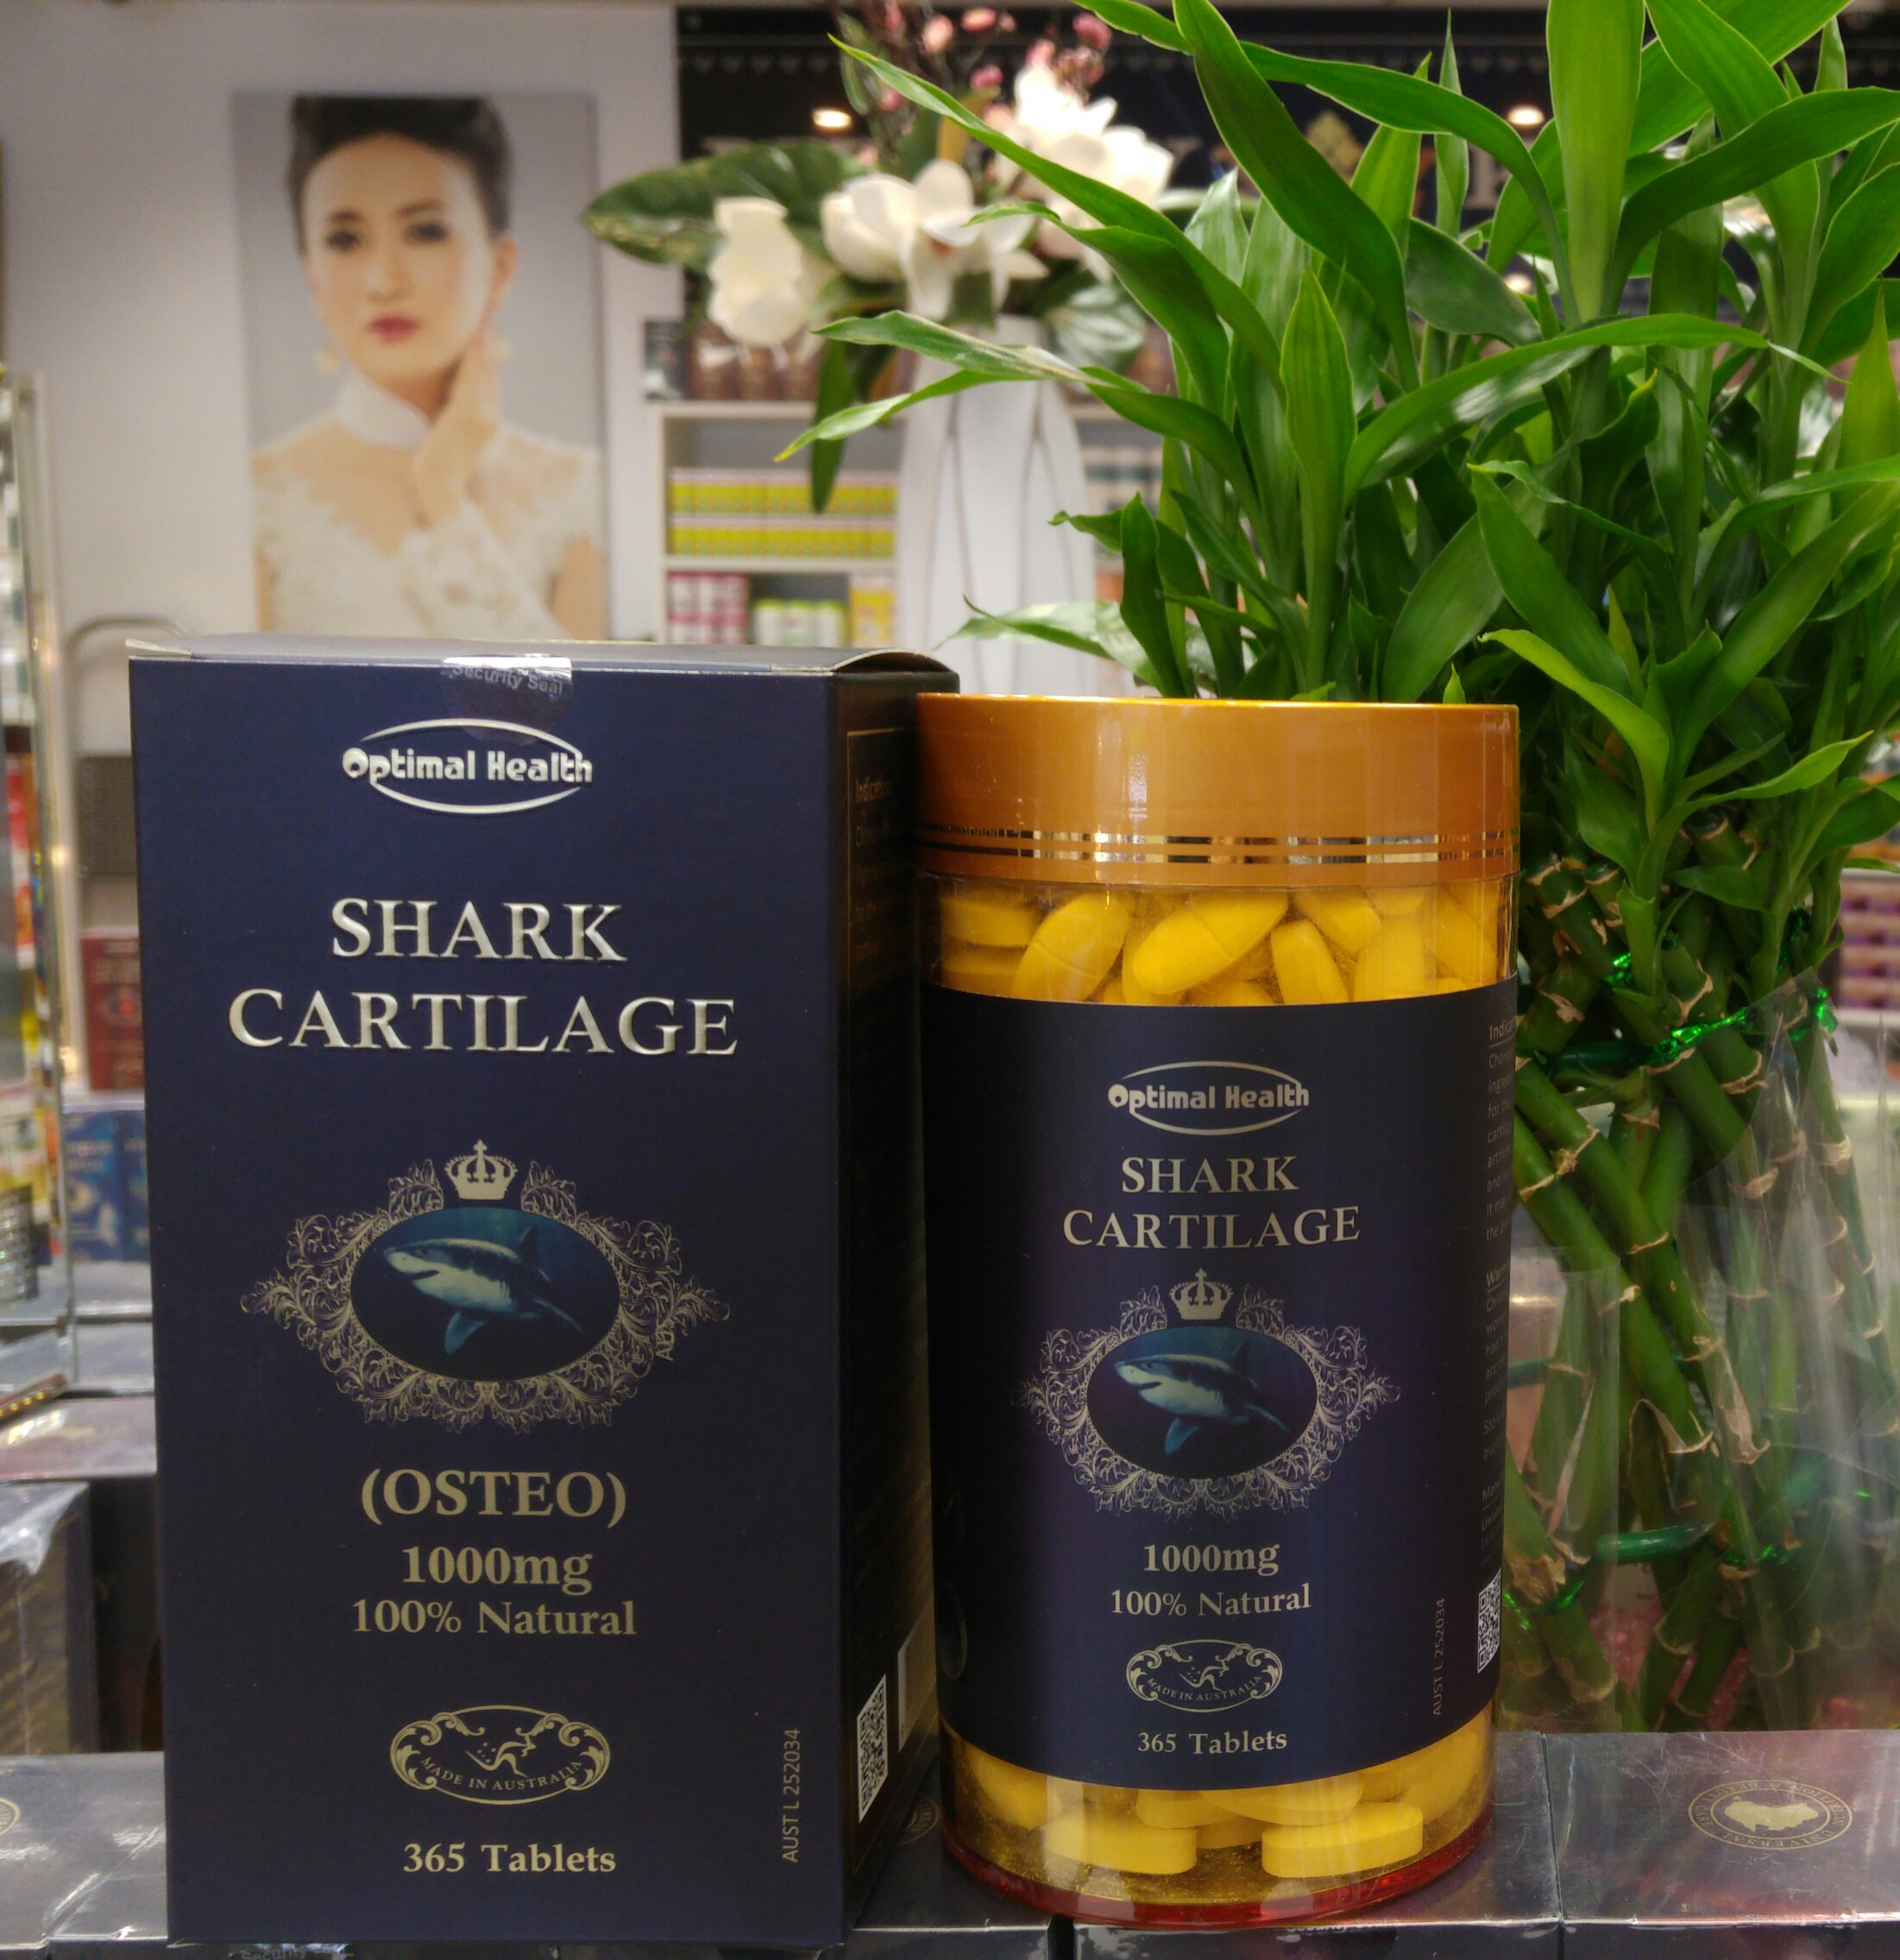 Security Seal
Optimal Health
SHARK
CARTILAGE
(OSTEO)
1000mg
100% Natural
MADE IN AUSTRALIA
365 Tablets
AUST L 252034
Optimal Health
SHARK
CARTILAGE
1000mg
100% Natural
MADE IN AUSTRALIA
365 Tablets
AUST L 252034